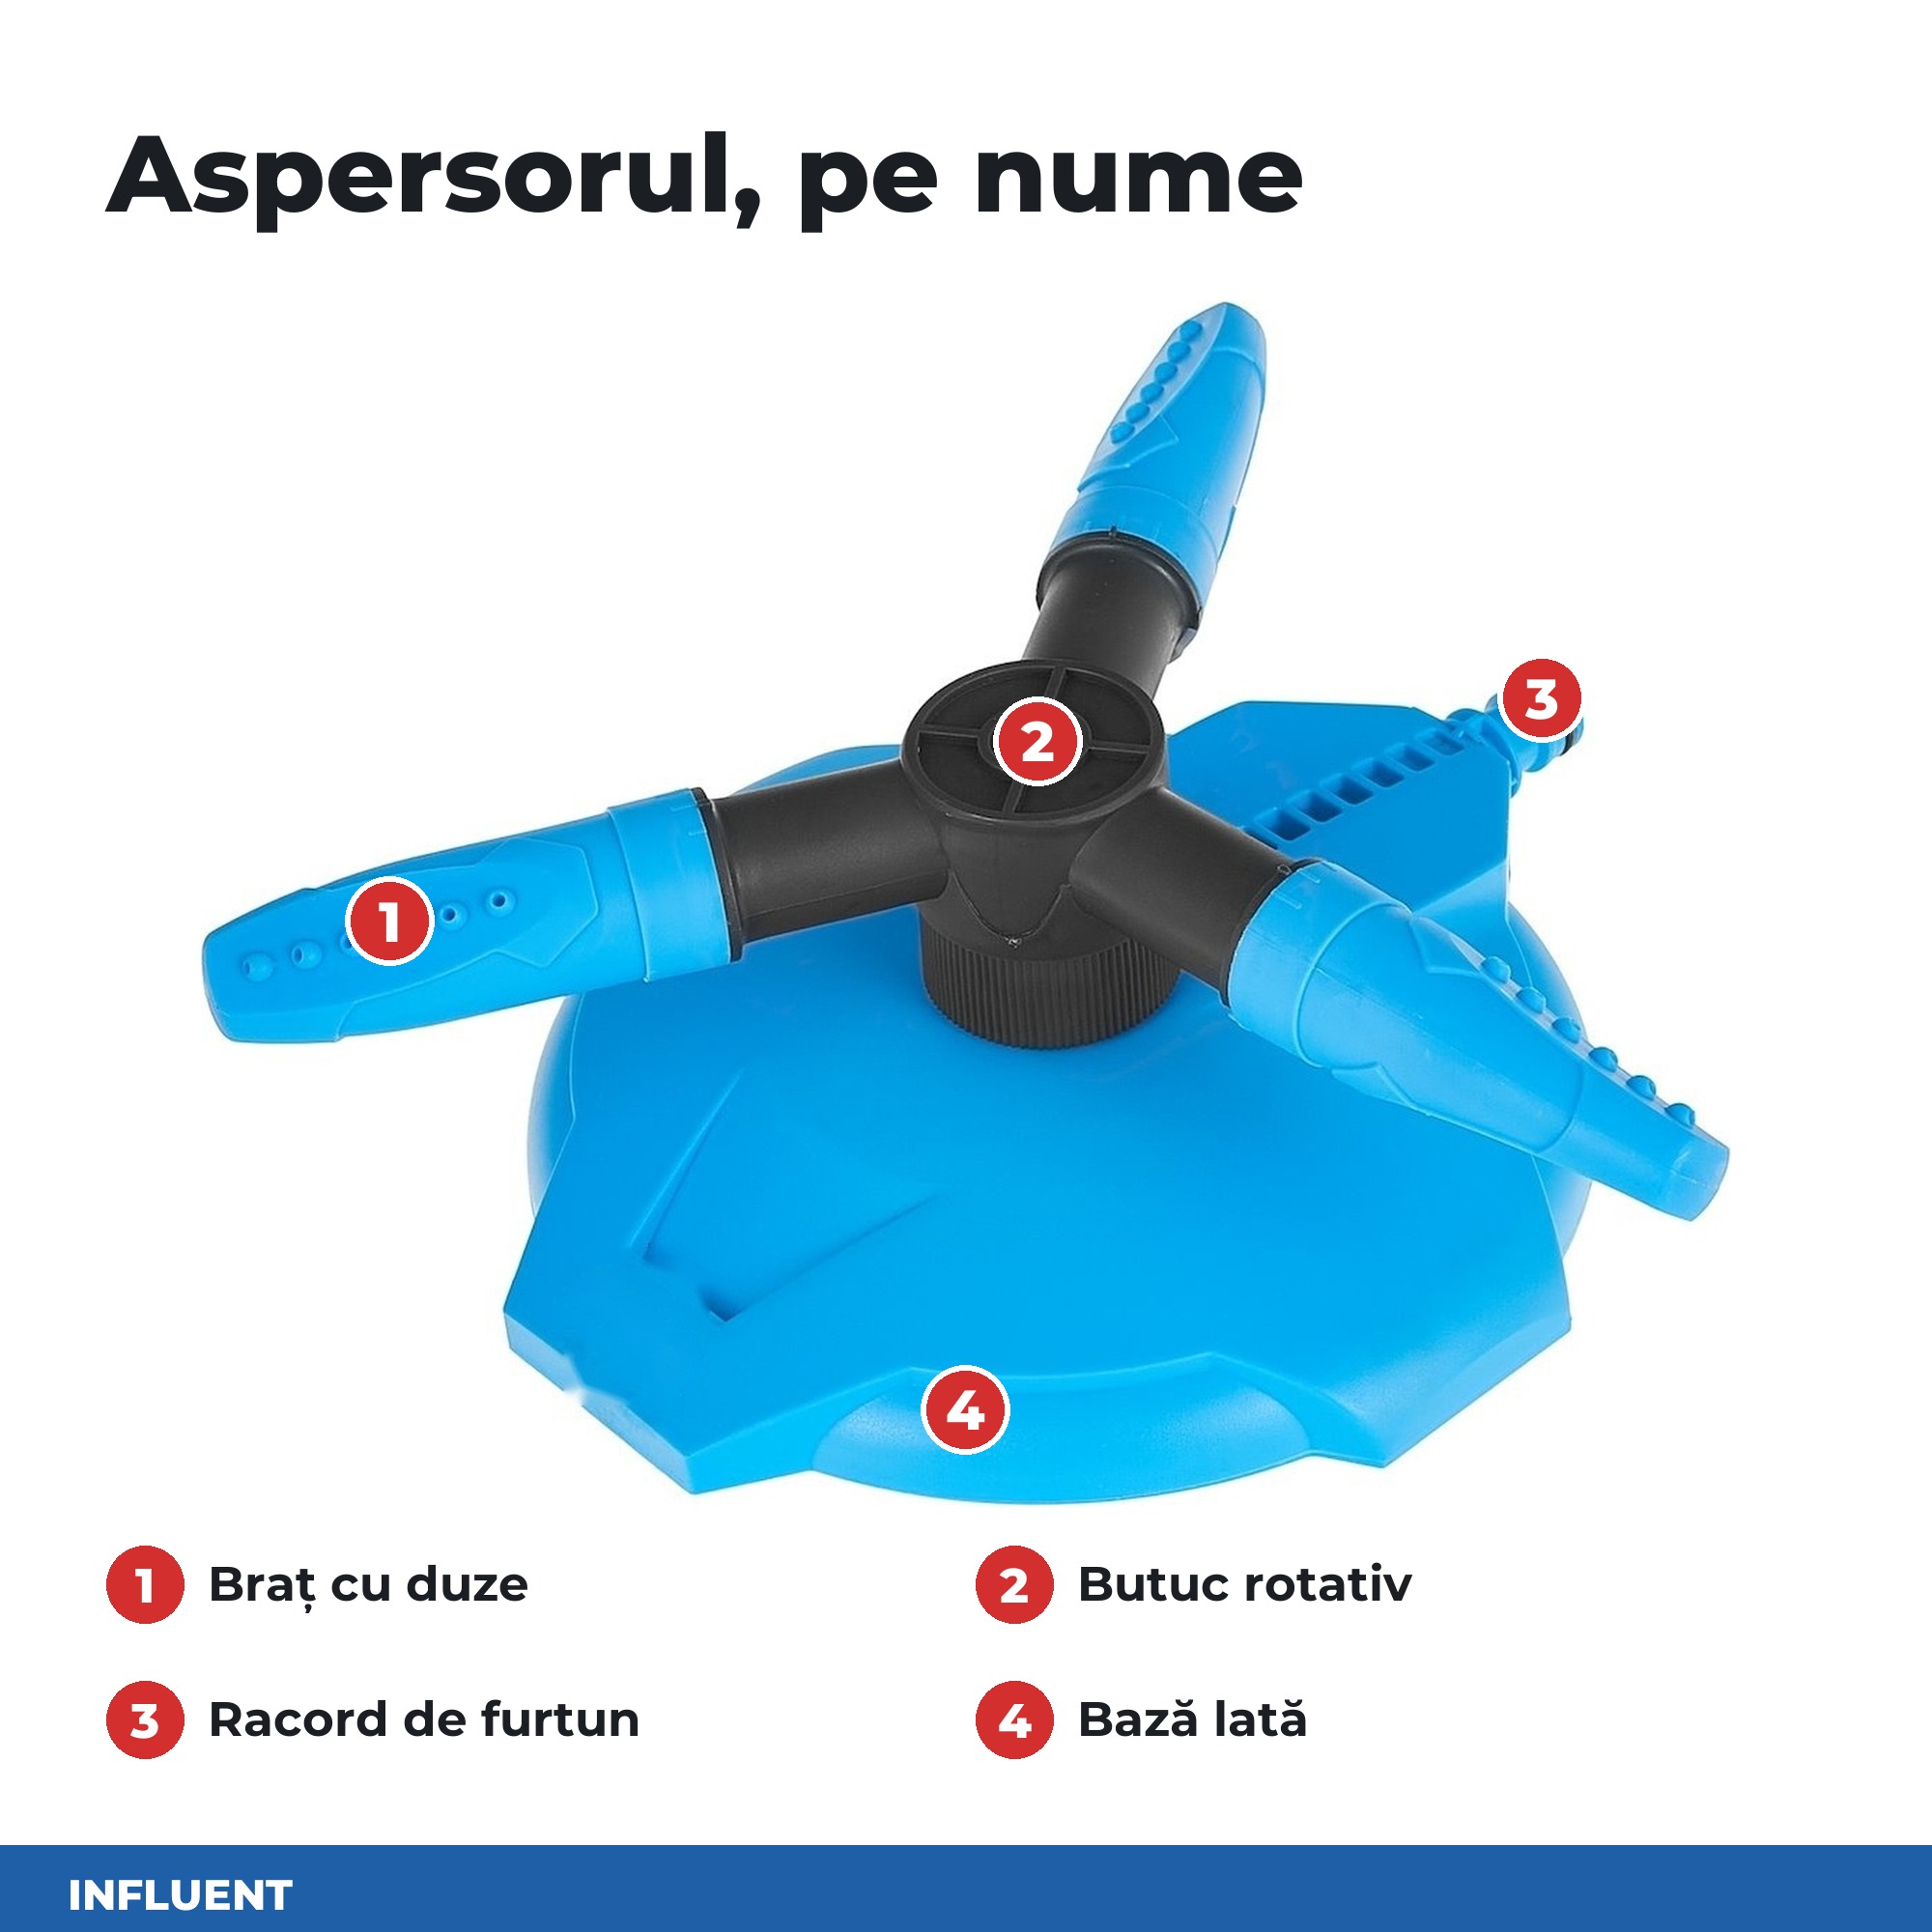 Aspersorul, pe nume
3
2
1
4
1 Braț cu duze
2 Butuc rotativ
3 Racord de furtun
4 Bază lată
INFLUENT